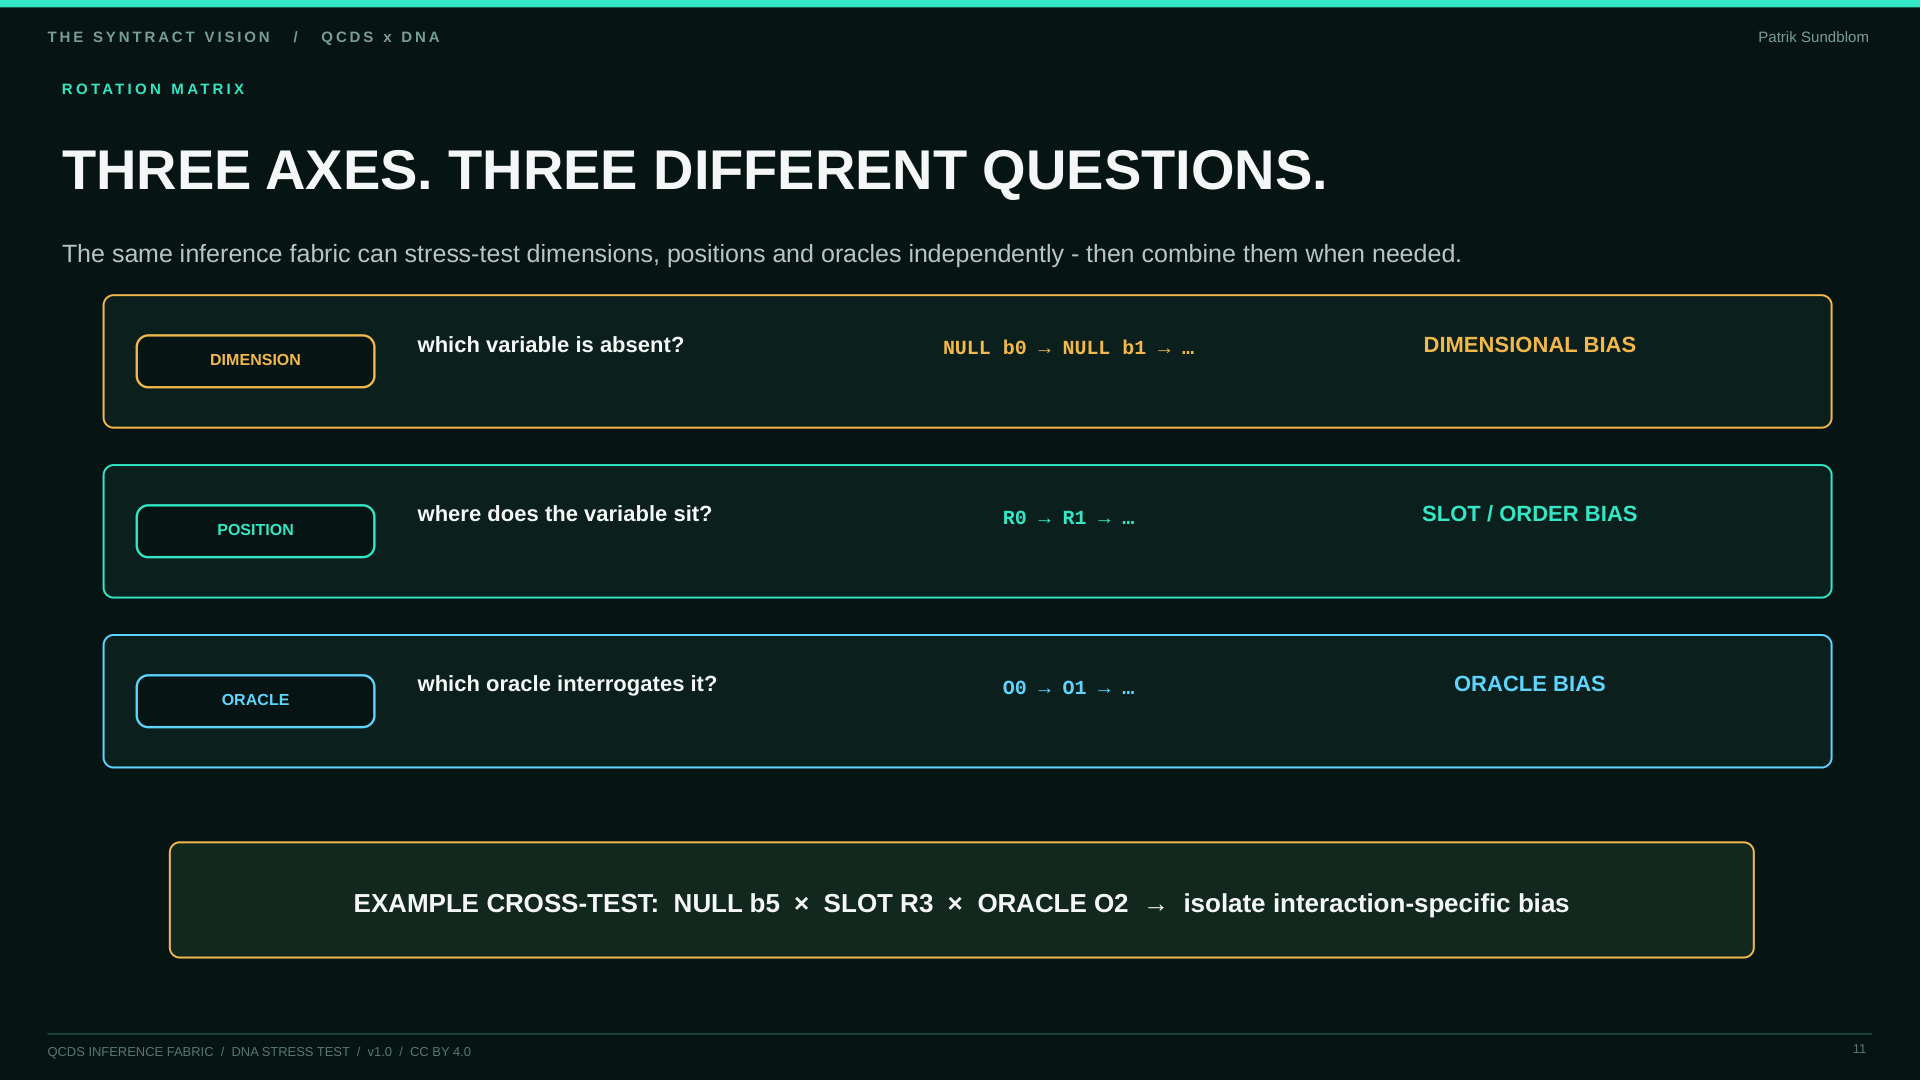 THE SYNTRACT VISION / QCDS x DNA
Patrik Sundblom
ROTATION MATRIX
THREE AXES. THREE DIFFERENT QUESTIONS.
The same inference fabric can stress-test dimensions, positions and oracles independently - then combine them when needed.
DIMENSION which variable is absent? NULL b0 → NULL b1 → … DIMENSIONAL BIAS
POSITION where does the variable sit? R0 → R1 → … SLOT / ORDER BIAS
ORACLE which oracle interrogates it? O0 → O1 → … ORACLE BIAS
EXAMPLE CROSS-TEST: NULL b5 × SLOT R3 × ORACLE O2 → isolate interaction-specific bias
QCDS INFERENCE FABRIC / DNA STRESS TEST / v1.0 / CC BY 4.0
11